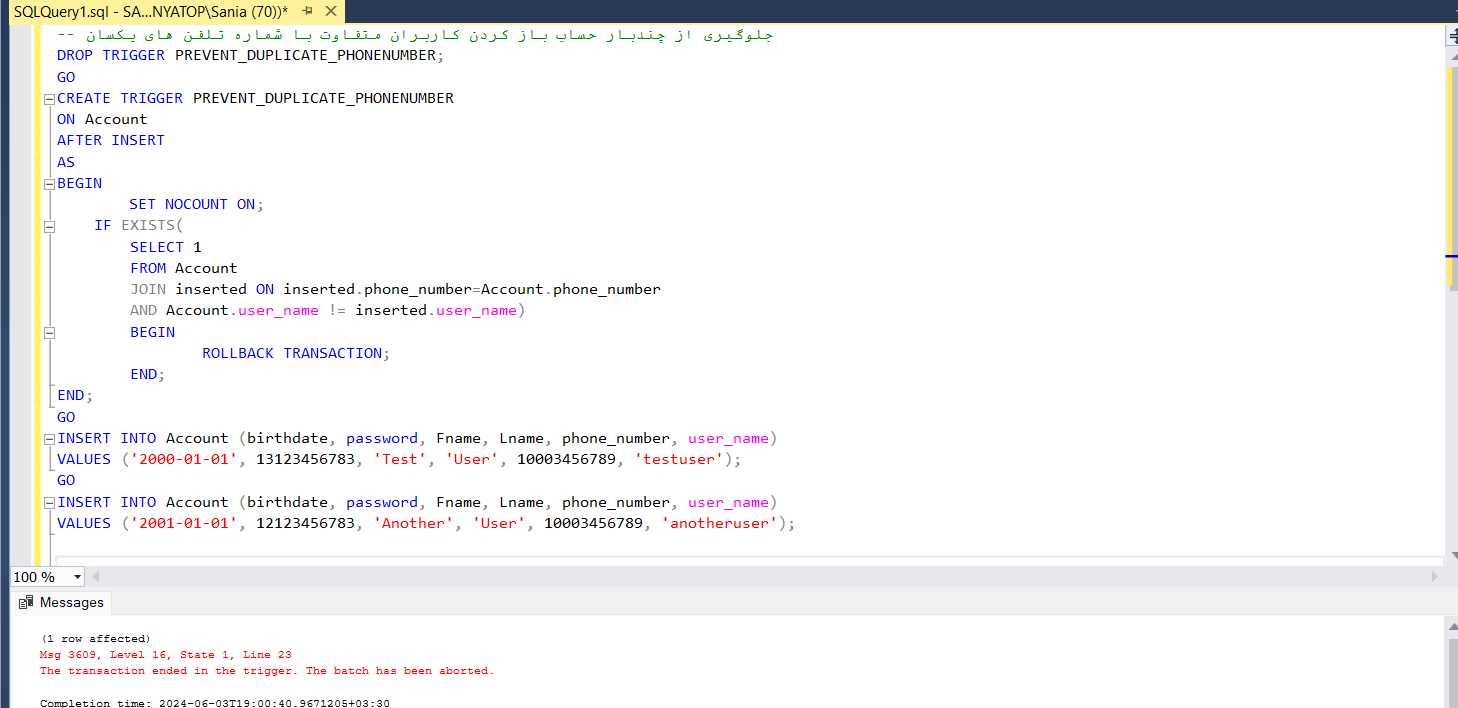 SQLQuery1.sql - SA...NYATOP\Sania (70))*
-- جلوگیری از چندبار حساب باز کردن کاربران متفاوت با شماره تلفن های یکسان
DROP TRIGGER PREVENT_DUPLICATE_PHONENUMBER;
GO
CREATE TRIGGER PREVENT_DUPLICATE_PHONENUMBER
ON Account
AFTER INSERT
AS
BEGIN
SET NOCOUNT ON;
IF EXISTS(
SELECT 1
FROM Account
JOIN inserted ON inserted.phone_number=Account.phone_number
AND Account.user_name != inserted.user_name)
BEGIN
ROLLBACK TRANSACTION;
END;
END;
GO
INSERT INTO Account (birthdate, password, Fname, Lname, phone_number, user_name)
VALUES ('2000-01-01', 13123456783, 'Test', 'User', 10003456789, 'testuser');
GO
INSERT INTO Account (birthdate, password, Fname, Lname, phone_number, user_name)
VALUES ('2001-01-01', 12123456783, 'Another', 'User', 10003456789, 'anotheruser');
100 %
Messages
(1 row affected)
Msg 3609, Level 16, State 1, Line 23
The transaction ended in the trigger. The batch has been aborted.
Completion time: 2024-06-03T19:00:40.9671205+03:30